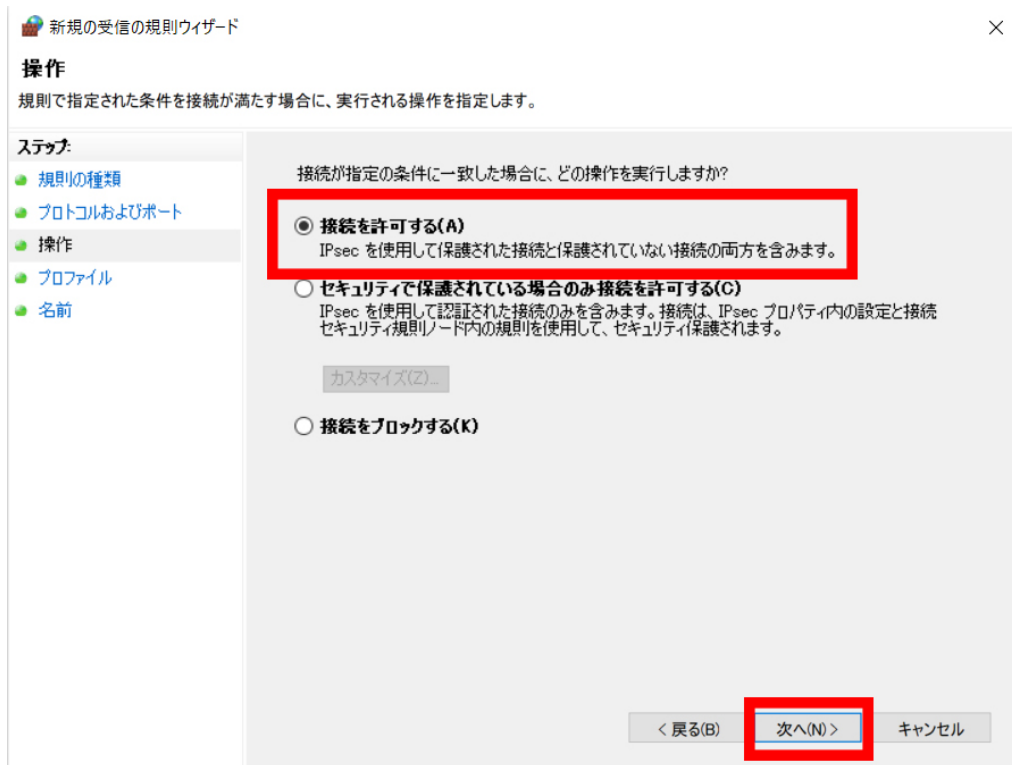 新規の受信の規則ウィザード
操作
規則で指定された条件を接続が満たす場合に、実行される操作を指定します。
ステップ:
規則の種類
プロトコルおよびポート
操作
プロファイル
名前
接続が指定の条件に一致した場合に、どの操作を実行しますか?
接続を許可する(A)
IPsec を使用して保護された接続と保護されていない接続の両方を含みます。
セキュリティで保護されている場合のみ接続を許可する(C)
IPsec を使用して認証された接続のみを含みます。接続は、IPsec プロパティ内の設定と接続
セキュリティ規則ノード内の規則を使用して、セキュリティ保護されます。
カスタマイズ(Z)...
接続をブロックする(K)
< 戻る(B)
次へ(N) >
キャンセル